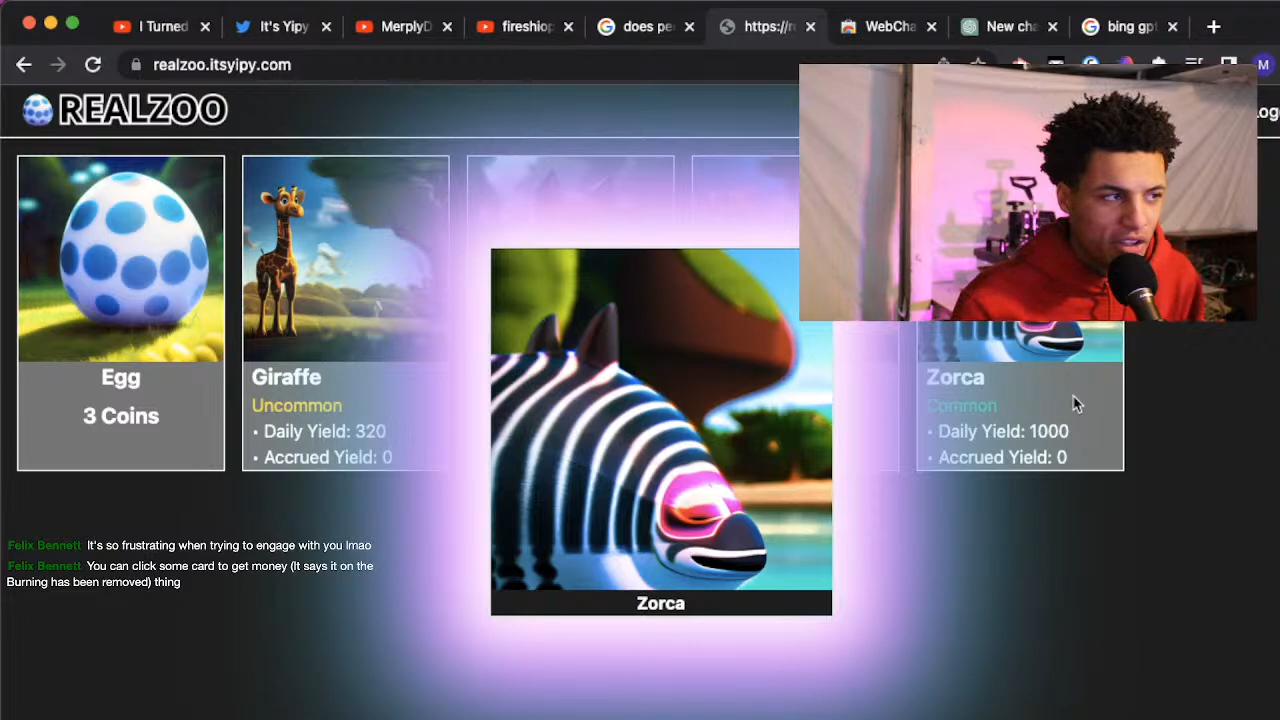 I Turned
It's Yipy
MerplyD
fireshiop
does pe
https://r
WebCha
New cha
bing gpt
realzoo.itsyipy.com
M
REALZOO
Egg
3 Coins
Giraffe
Uncommon
• Daily Yield: 320
• Accrued Yield: 0
Zorca
Zorca
Common
• Daily Yield: 1000
• Accrued Yield: 0
Felix Bennett It's so frustrating when trying to engage with you lmao
Felix Bennett You can click some card to get money (It says it on the
Burning has been removed) thing